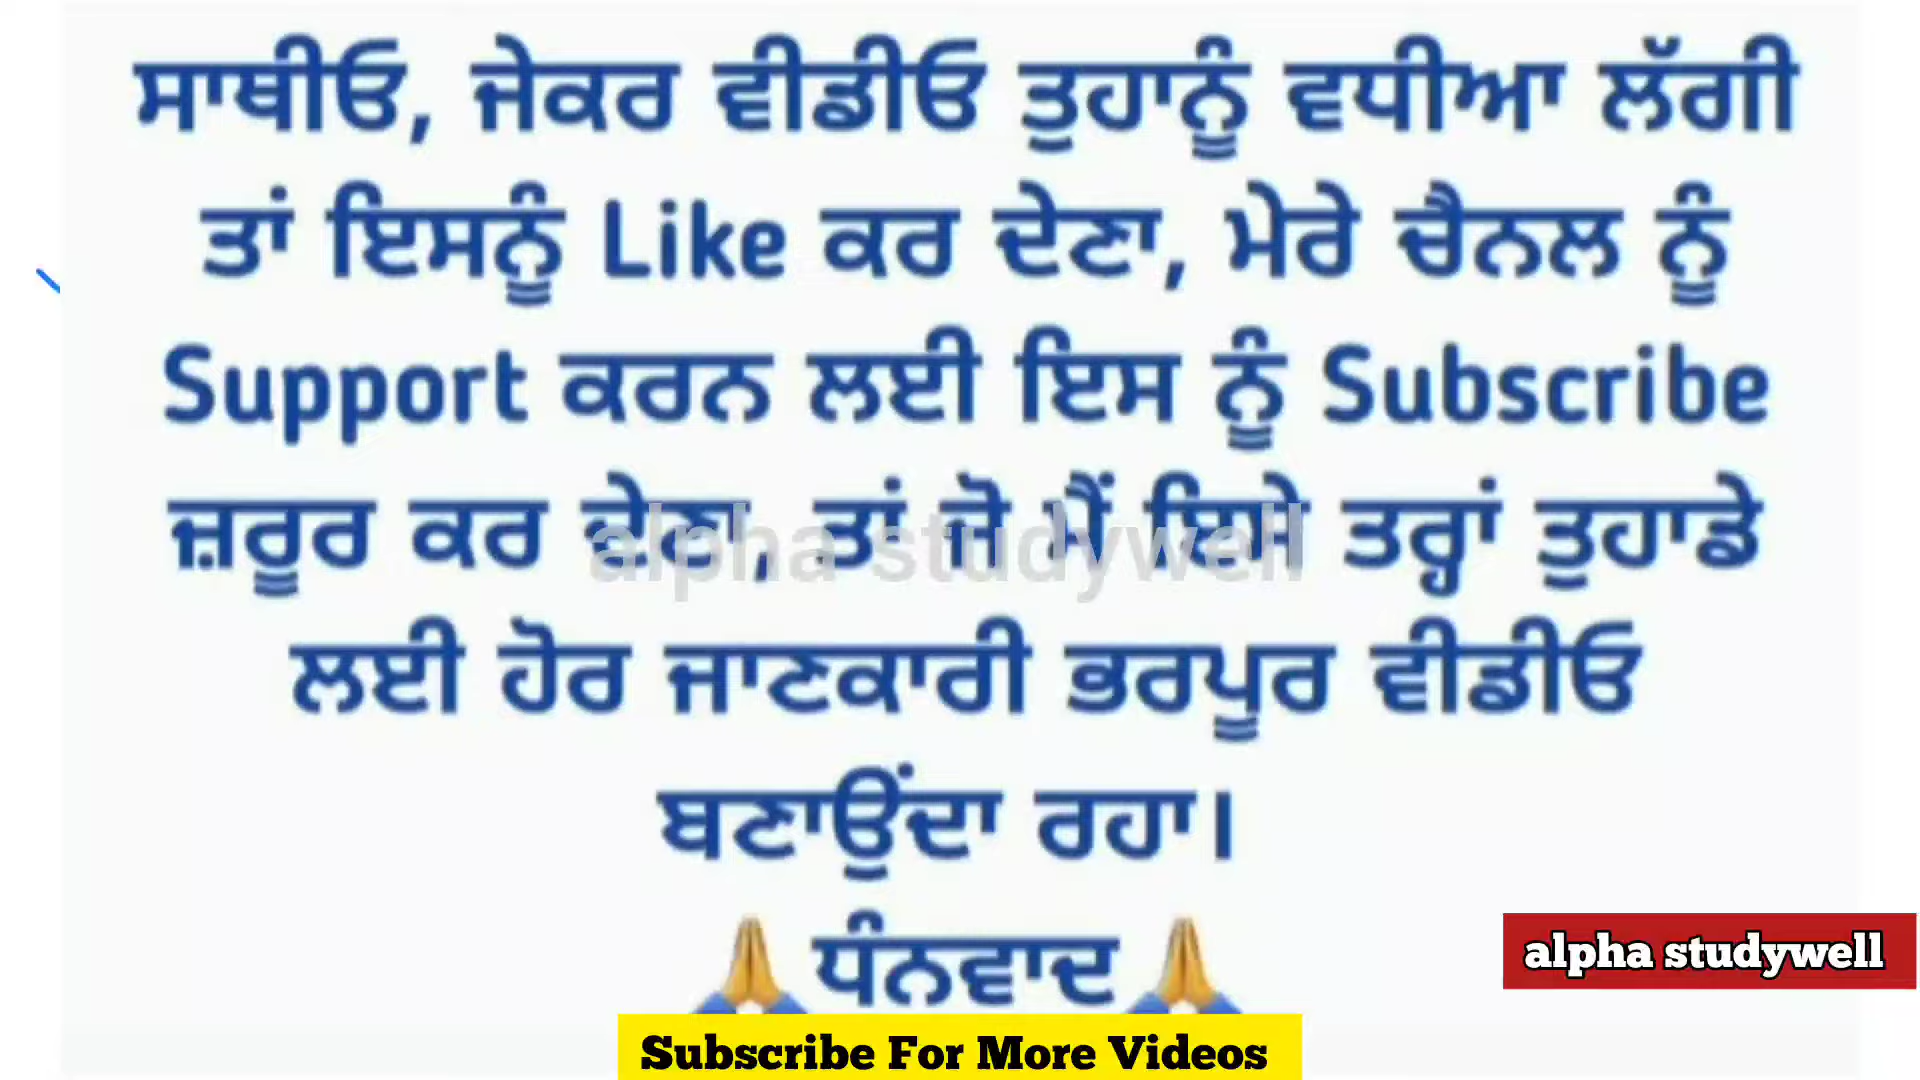 ਸਾਥੀਓ, ਜੇਕਰ ਵੀਡੀਓ ਤੁਹਾਨੂੰ ਵਧੀਆ ਲੱਗੀ
ਤਾਂ ਇਸਨੂੰ Like ਕਰ ਦੇਣਾ, ਮੇਰੇ ਚੈਨਲ ਨੂੰ
Support ਕਰਨ ਲਈ ਇਸ ਨੂੰ Subscribe
ਜ਼ਰੂਰ ਕਰ ਦੇਣਾ, ਤਾਂ ਜੋ ਮੈਂ ਇਸੇ ਤਰ੍ਹਾਂ ਤੁਹਾਡੇ
alpha studywell
ਲਈ ਹੋਰ ਜਾਣਕਾਰੀ ਭਰਪੂਰ ਵੀਡੀਓ
ਬਣਾਉਂਦਾ ਰਹਾ।
🙏ਧੰਨਵਾਦ🙏
alpha studywell
Subscribe For More Videos